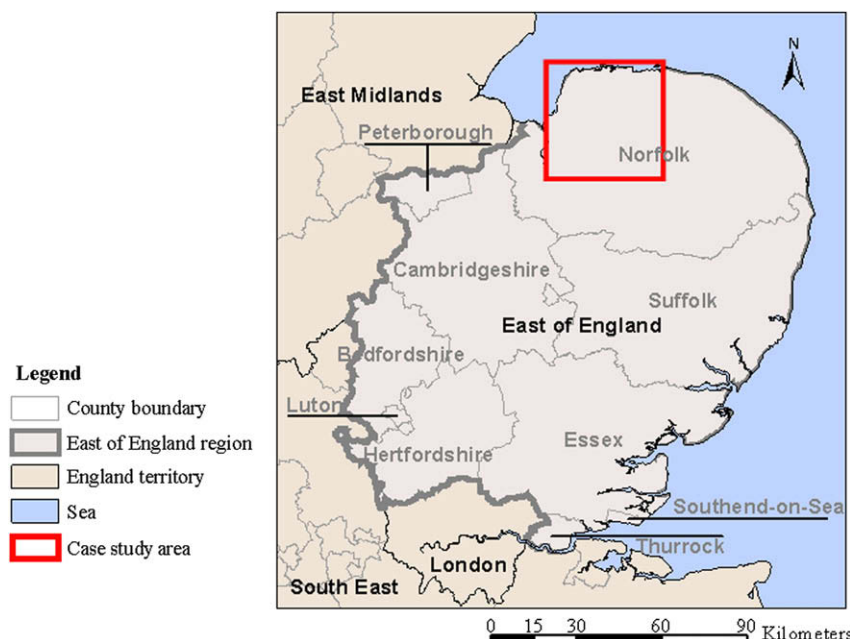 N
East Midlands
Peterborough
Norfolk
Cambridgeshire
Suffolk
East of England
Bedfordshire
Luton
Hertfordshire
Essex
Southend-on-Sea
Thurrock
London
South East
Legend
County boundary
East of England region
England territory
Sea
Case study area
0 15 30 60 90 Kilometers